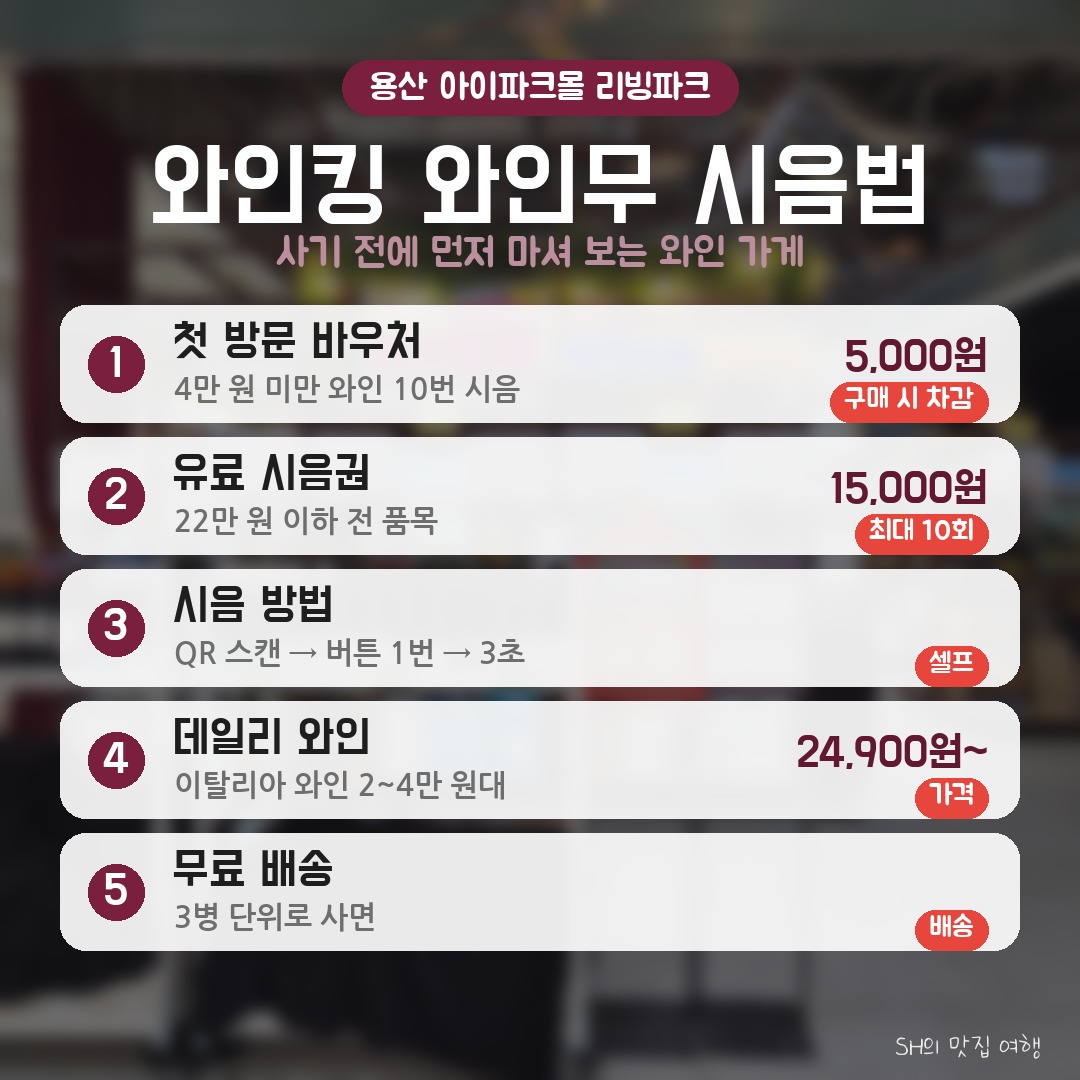 용산 아이파크몰 리빙파크
와인킹 와인무 시음법
사기 전에 먼저 마셔 보는 와인 가게
1
첫 방문 바우처
4만 원 미만 와인 10번 시음
5,000원
구매 시 차감
2
유료 시음권
22만 원 이하 전 품목
15,000원
최대 10회
3
시음 방법
QR 스캔 → 버튼 1번 → 3초
셀프
4
데일리 와인
이탈리아 와인 2~4만 원대
24,900원~
가격
5
무료 배송
3병 단위로 사면
배송
SH의 맛집 여행